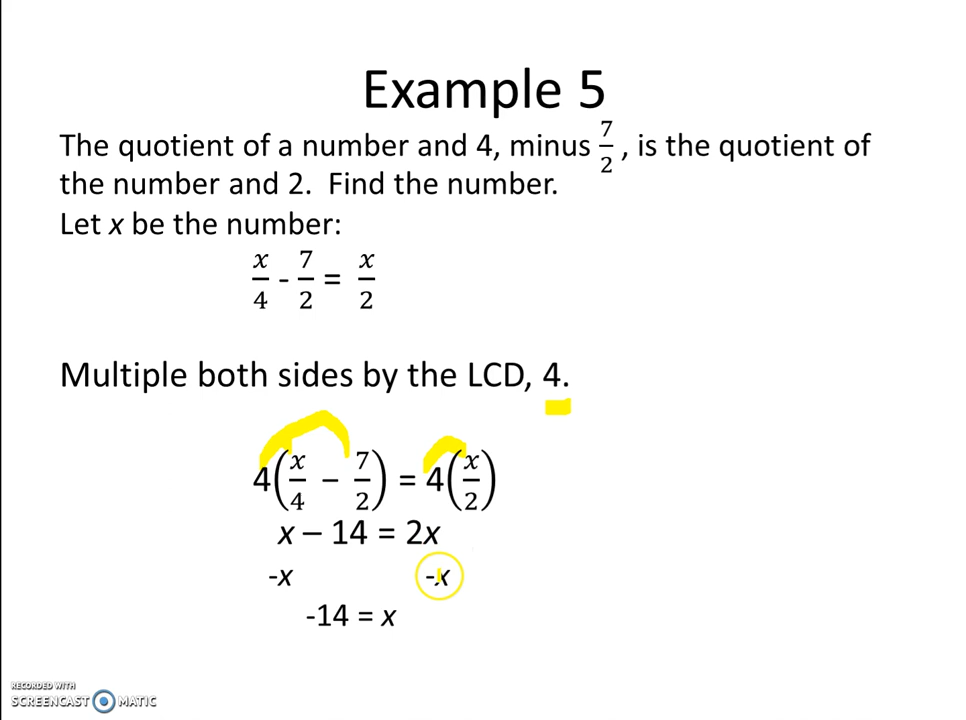 Example 5
The quotient of a number and 4, minus 7/2 , is the quotient of
the number and 2. Find the number.
Let x be the number:
x/4 - 7/2 = x/2
Multiple both sides by the LCD, 4.
4(x/4 − 7/2) = 4(x/2)
x – 14 = 2x
-x -x
-14 = x
RECORDED WITH
SCREENCAST MATIC